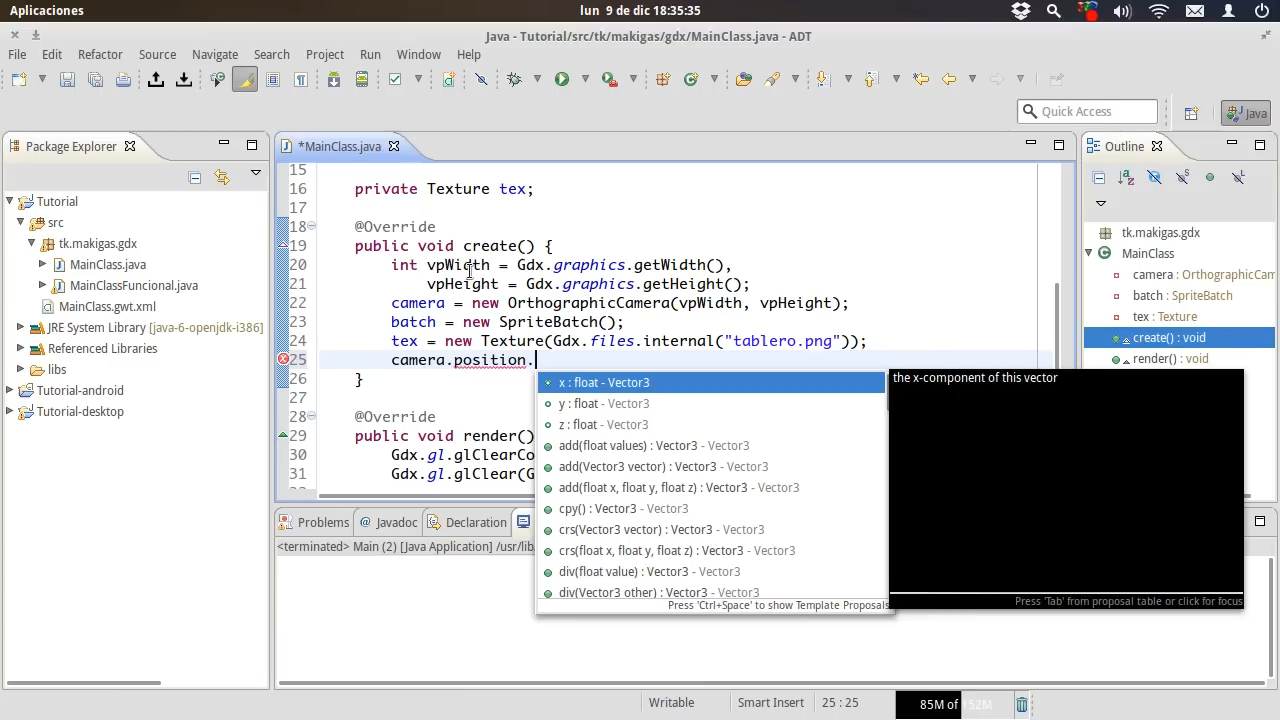 Aplicaciones
lun 9 de dic 18:35:35
Java - Tutorial/src/tk/makigas/gdx/MainClass.java - ADT
File Edit Refactor Source Navigate Search Project Run Window Help
Quick Access
Java
Package Explorer
Tutorial
src
tk.makigas.gdx
MainClass.java
MainClassFuncional.java
MainClass.gwt.xml
JRE System Library [java-6-openjdk-i386]
Referenced Libraries
libs
Tutorial-android
Tutorial-desktop
*MainClass.java
15
16 private Texture tex;
17
18 @Override
19 public void create() {
20 int vpWidth = Gdx.graphics.getWidth(),
21 vpHeight = Gdx.graphics.getHeight();
22 camera = new OrthographicCamera(vpWidth, vpHeight);
23 batch = new SpriteBatch();
24 tex = new Texture(Gdx.files.internal("tablero.png"));
25 camera.position.
26 }
27
28 @Override
29 public void render()
30 Gdx.gl.glClearCo
31 Gdx.gl.glClear(G
x : float - Vector3
y : float - Vector3
z : float - Vector3
add(float values) : Vector3 - Vector3
add(Vector3 vector) : Vector3 - Vector3
add(float x, float y, float z) : Vector3 - Vector3
cpy() : Vector3 - Vector3
crs(Vector3 vector) : Vector3 - Vector3
crs(float x, float y, float z) : Vector3 - Vector3
div(float value) : Vector3 - Vector3
div(Vector3 other) : Vector3 - Vector3
Press 'Ctrl+Space' to show Template Proposals
the x-component of this vector
Press 'Tab' from proposal table or click for focus
Outline
tk.makigas.gdx
MainClass
camera : OrthographicCam
batch : SpriteBatch
tex : Texture
create() : void
render() : void
Problems
Javadoc
Declaration
<terminated> Main (2) [Java Application] /usr/lib
Writable
Smart Insert
25 : 25
85M of 152M